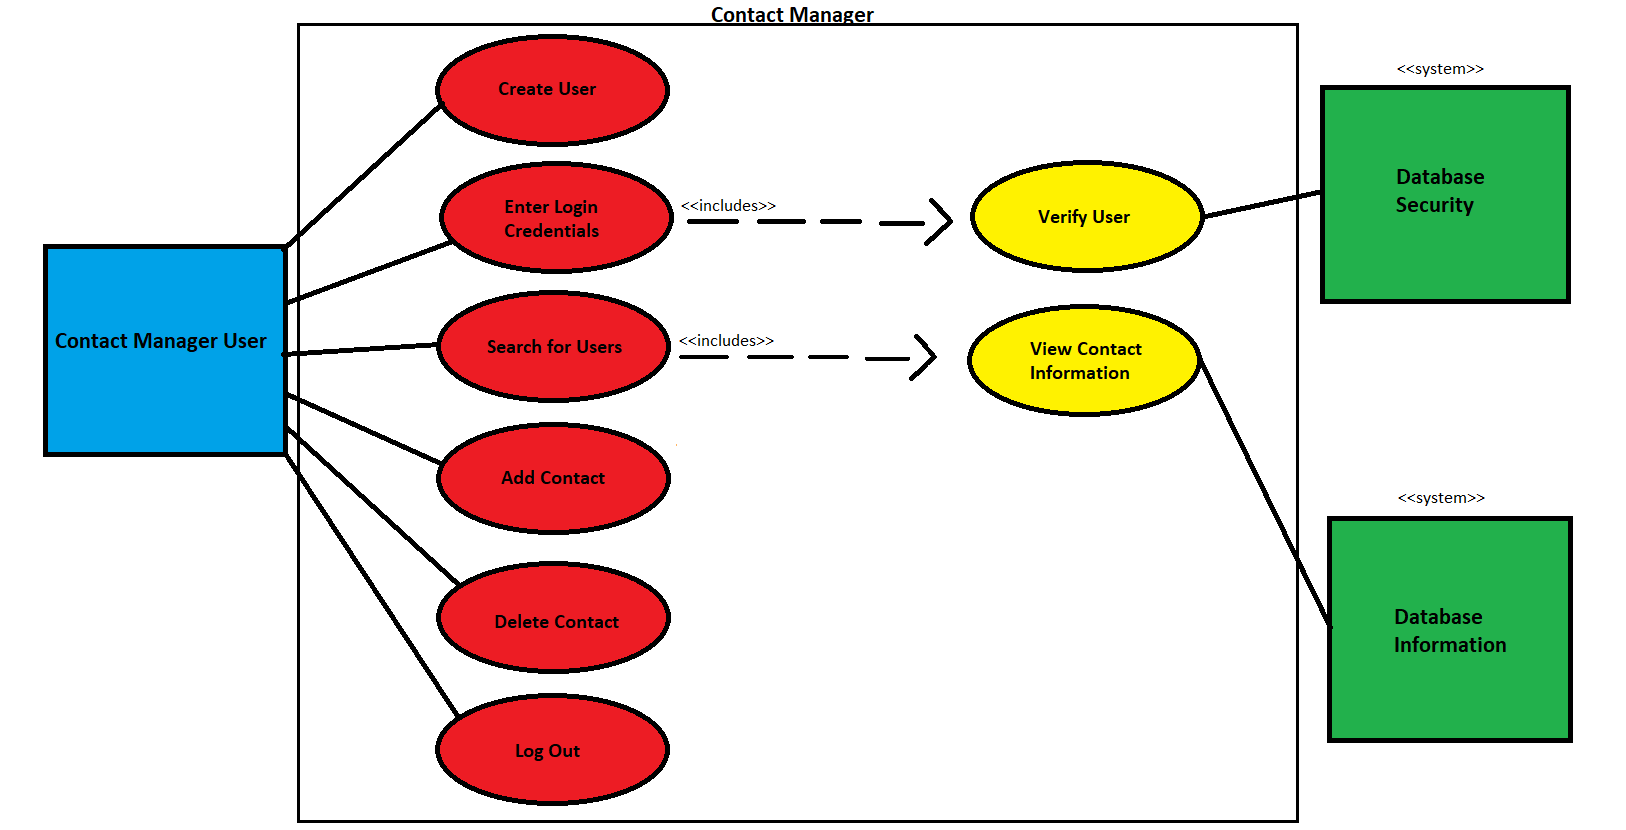 Contact Manager
<<system>>
Create User
Database
Security
Enter Login
Credentials
<<includes>>
Verify User
Contact Manager User
Search for Users
<<includes>>
View Contact
Information
Add Contact
<<system>>
Delete Contact
Database
Information
Log Out